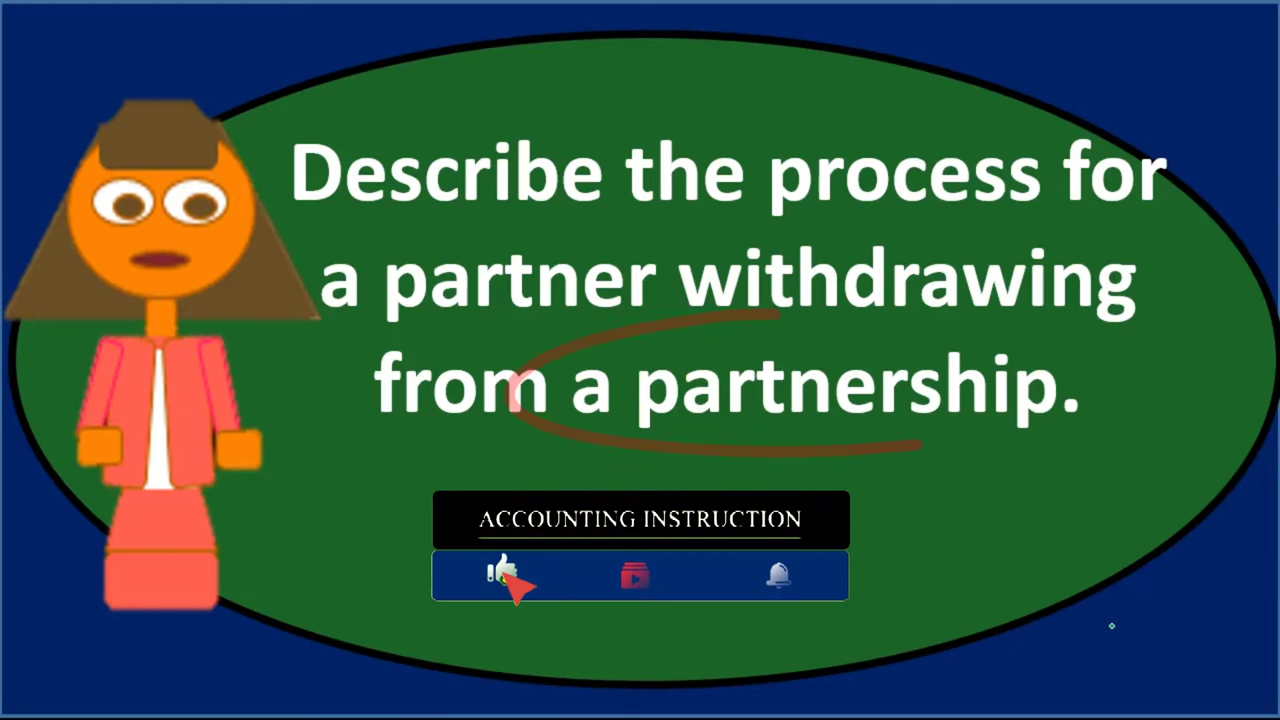 Describe the process for
a partner withdrawing
from a partnership.
ACCOUNTING INSTRUCTION